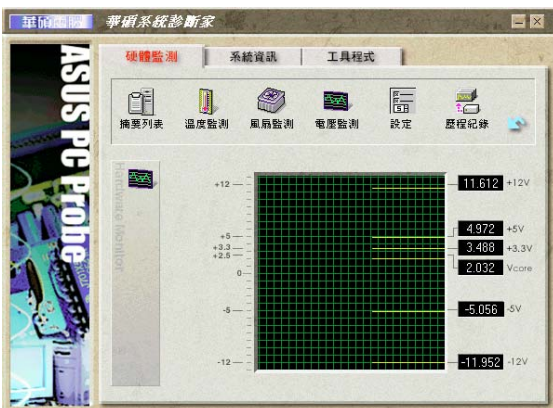 華碩電腦 華碩系統診斷家
硬體監測 系統資訊 工具程式
摘要列表 溫度監測 風扇監測 電壓監測 設定 歷程紀錄
ASUS PC Probe
Hardware Monitor
+12 11.612 +12V
+5 4.972 +5V
+3.3 3.488 +3.3V
+2.5 2.032 Vcore
0
-5 -5.056 -5V
-12 -11.952 -12V